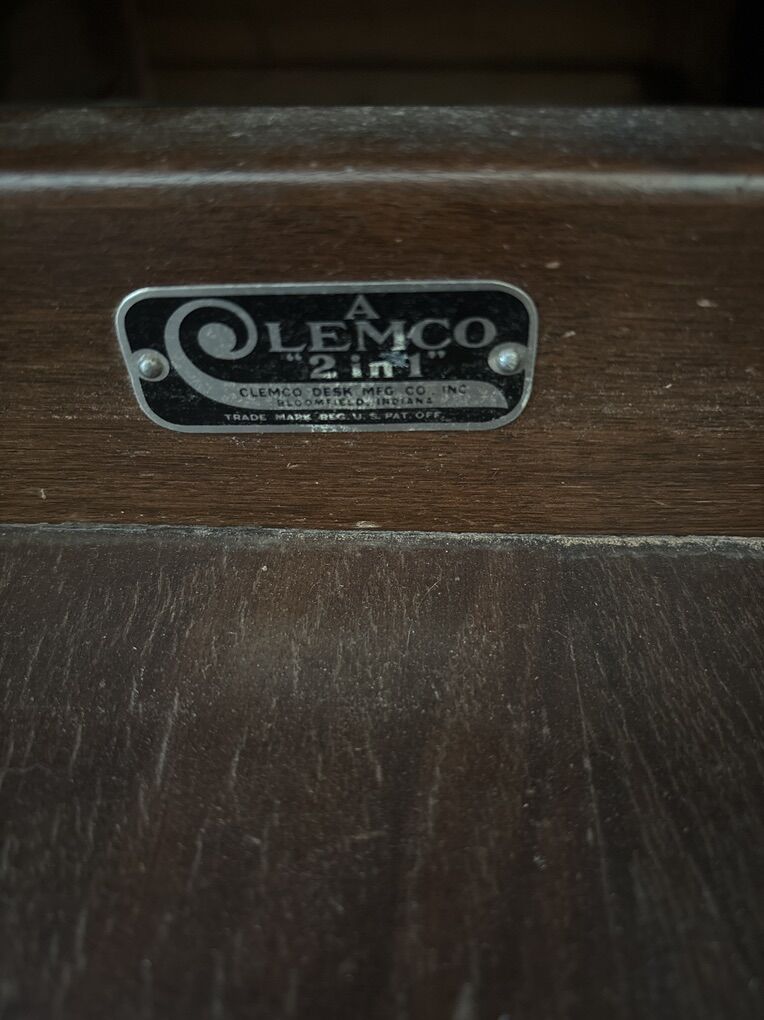 A
CLEMCO
"2 in 1"
CLEMCO DESK MFG. CO. INC.
BLOOMFIELD, INDIANA
TRADE MARK REG. U. S. PAT. OFF.